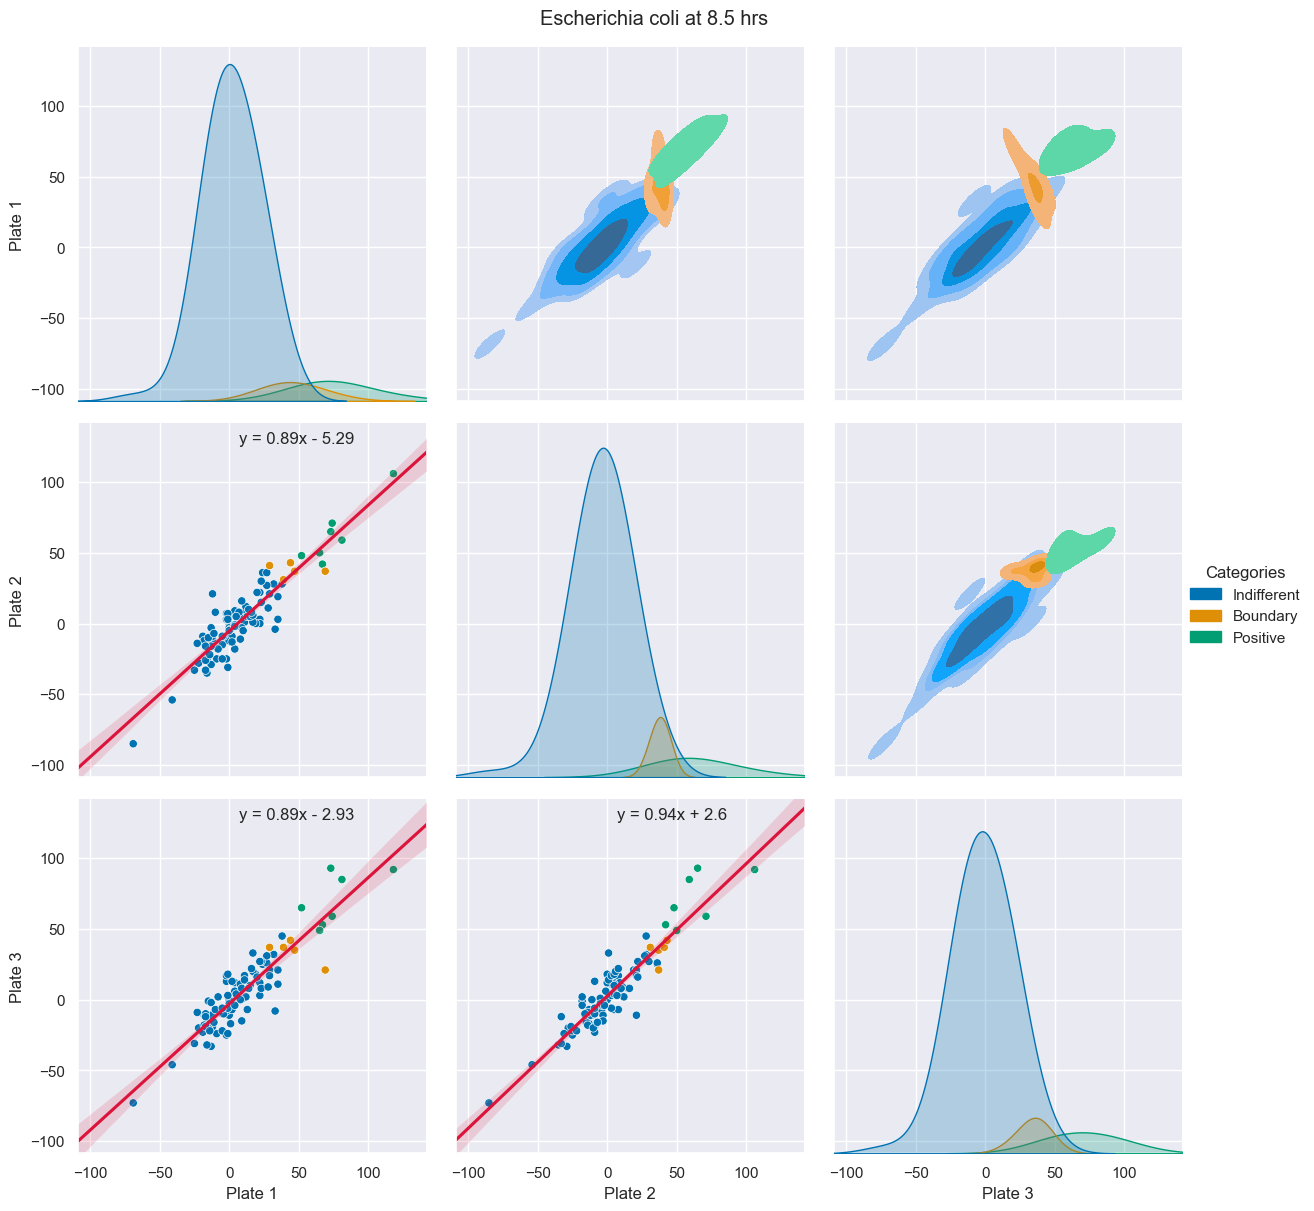 Escherichia coli at 8.5 hrs
100
50
0
−50
−100
Plate 1
y = 0.89x - 5.29
100
50
0
−50
−100
Plate 2
Categories
Indifferent
Boundary
Positive
y = 0.89x - 2.93
y = 0.94x + 2.6
100
50
0
−50
−100
Plate 3
−100 −50 0 50 100
−100 −50 0 50 100
−100 −50 0 50 100
Plate 1
Plate 2
Plate 3